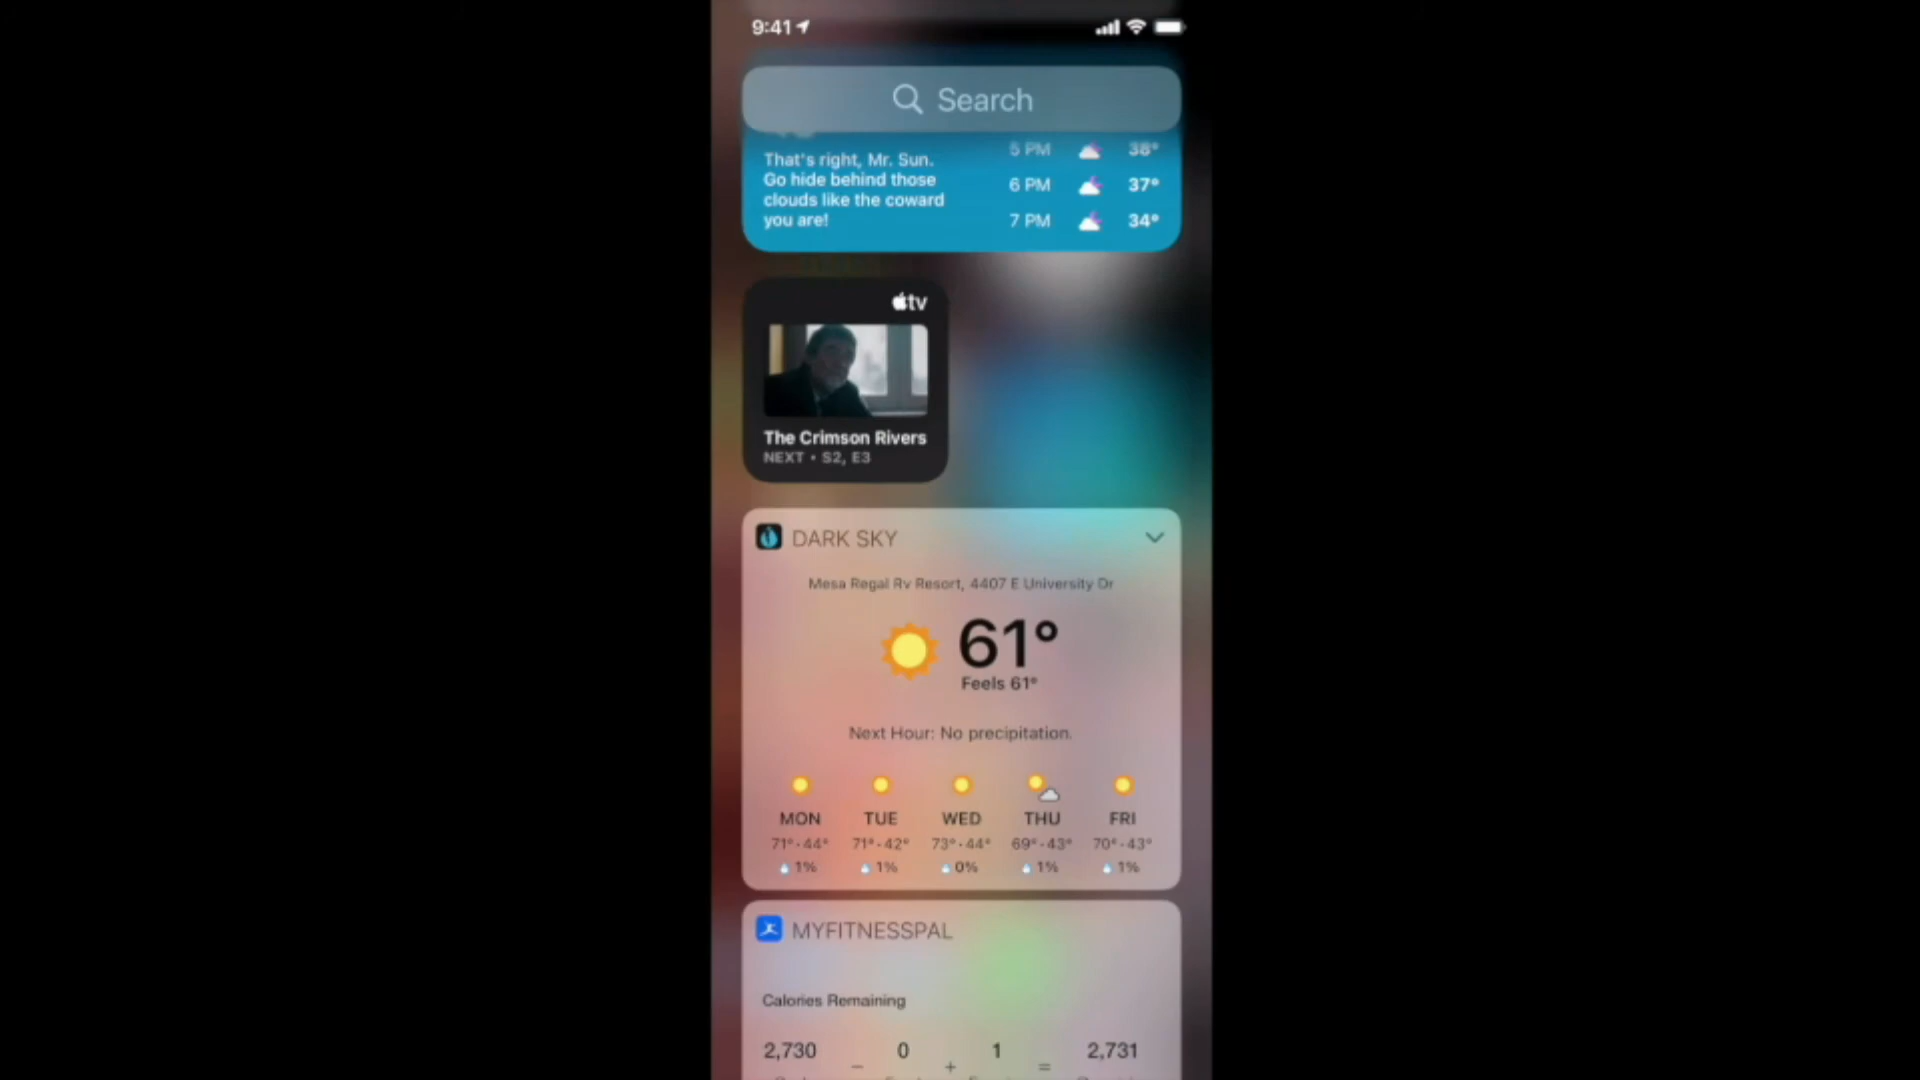 9:41
Search
5 PM 38°
That's right, Mr. Sun.
Go hide behind those
clouds like the coward
you are!
6 PM 37°
7 PM 34°
tv
The Crimson Rivers
NEXT • S2, E3
DARK SKY
Mesa Regal Rv Resort, 4407 E University Dr
61°
Feels 61°
Next Hour: No precipitation.
MON TUE WED THU FRI
71°·44° 71°·42° 73°·44° 69°·43° 70°·43°
1% 1% 0% 1% 1%
MYFITNESSPAL
Calories Remaining
2,730 − 0 + 1 = 2,731